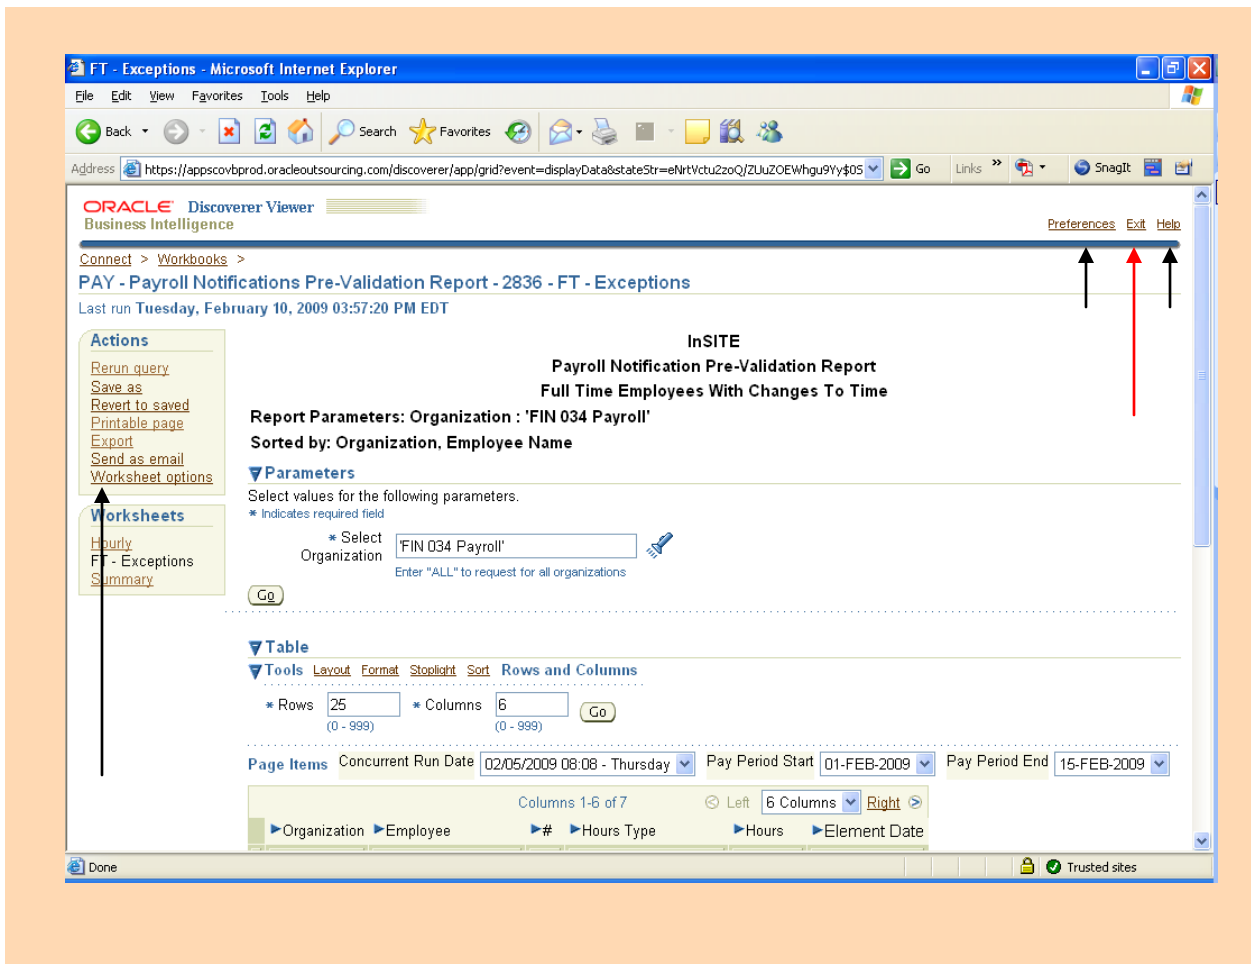 FT - Exceptions - Microsoft Internet Explorer
File Edit View Favorites Tools Help
Back Search Favorites
Address https://appscovbprod.oracleoutsourcing.com/discoverer/app/grid?event=displayData&stateStr=eNrtVctu2zoQ/ZUuZOEWhgu9Yy$05 Go Links » SnagIt
ORACLE Discoverer Viewer
Business Intelligence
Preferences Exit Help
Connect > Workbooks >
PAY - Payroll Notifications Pre-Validation Report - 2836 - FT - Exceptions
Last run Tuesday, February 10, 2009 03:57:20 PM EDT
Actions
Rerun query
Save as
Revert to saved
Printable page
Export
Send as email
Worksheet options
Worksheets
Hourly
FT - Exceptions
Summary
InSITE
Payroll Notification Pre-Validation Report
Full Time Employees With Changes To Time
Report Parameters: Organization : 'FIN 034 Payroll'
Sorted by: Organization, Employee Name
Parameters
Select values for the following parameters.
* Indicates required field
* Select Organization 'FIN 034 Payroll'
Enter "ALL" to request for all organizations
Go
Table
Tools Layout Format Stoplight Sort Rows and Columns
* Rows 25 * Columns 6 Go
(0 - 999) (0 - 999)
Page Items Concurrent Run Date 02/05/2009 08:08 - Thursday Pay Period Start 01-FEB-2009 Pay Period End 15-FEB-2009
Columns 1-6 of 7 Left 6 Columns Right
Organization Employee # Hours Type Hours Element Date
Done Trusted sites